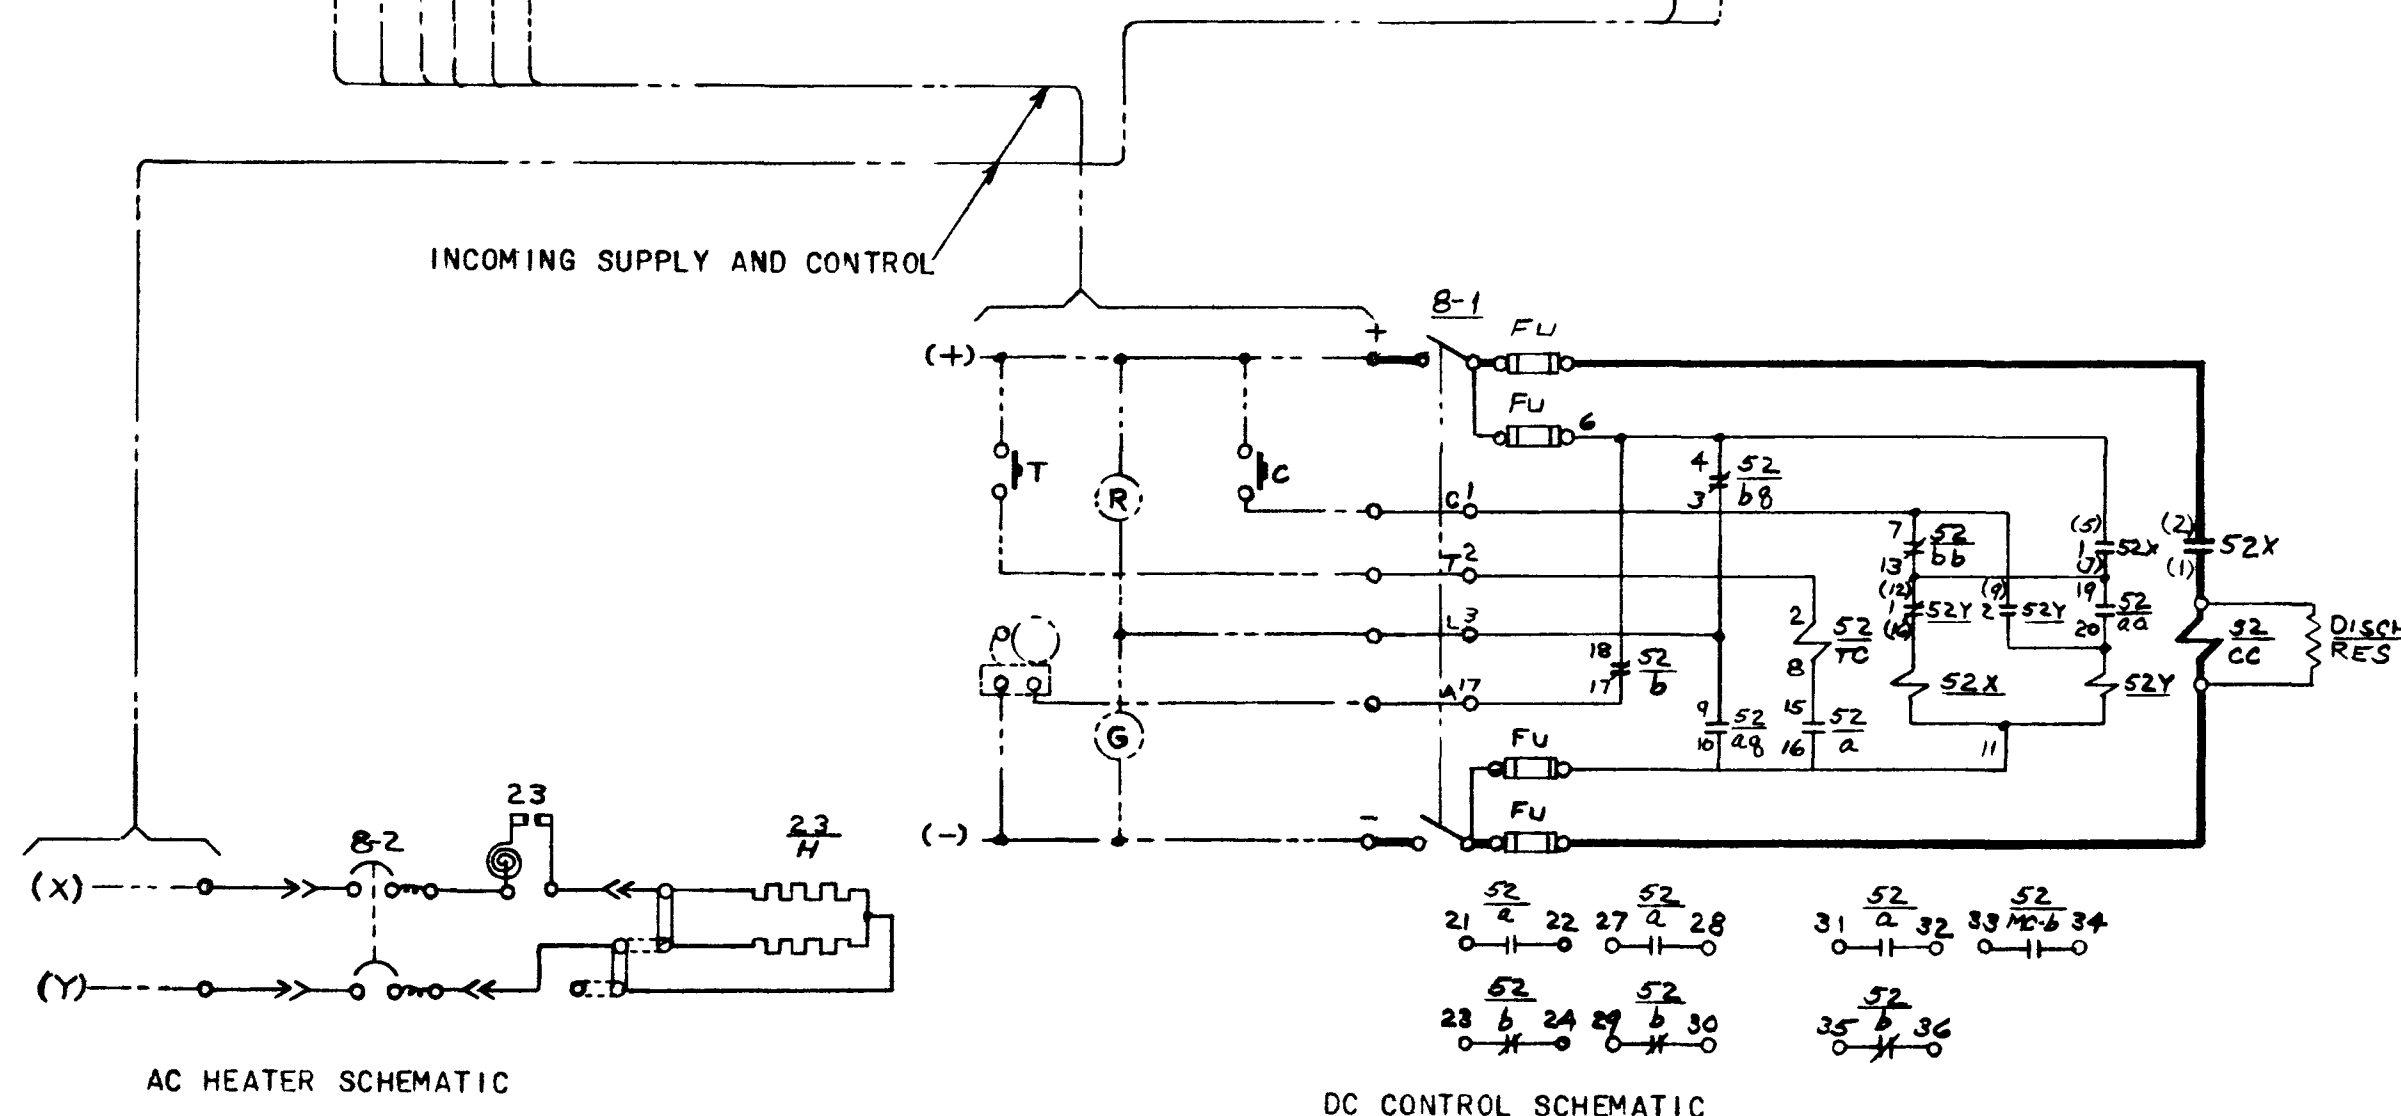 INCOMING SUPPLY AND CONTROL
8-1
+
(+)
FU
FU
6
T
R
C
4
52
b8
3
C 1
T 2
L 3
A 17
7
52
bb
13
(5)
1
52X
(2)
52X
(1)
(12)
1
52Y
(9)
2
52Y
19
52
aa
20
2
52
TC
8
18
52
b
17
52
CC
DISCH
RES
52X
52Y
G
9
52
a8
10
15
52
a
16
11
FU
FU
-
(-)
23
23
H
8-2
(X)
(Y)
52
a
21 22
52
a
27 28
52
a
31 32
52
MC-b
33 34
52
b
23 24
52
b
29 30
52
b
35 36
AC HEATER SCHEMATIC
DC CONTROL SCHEMATIC